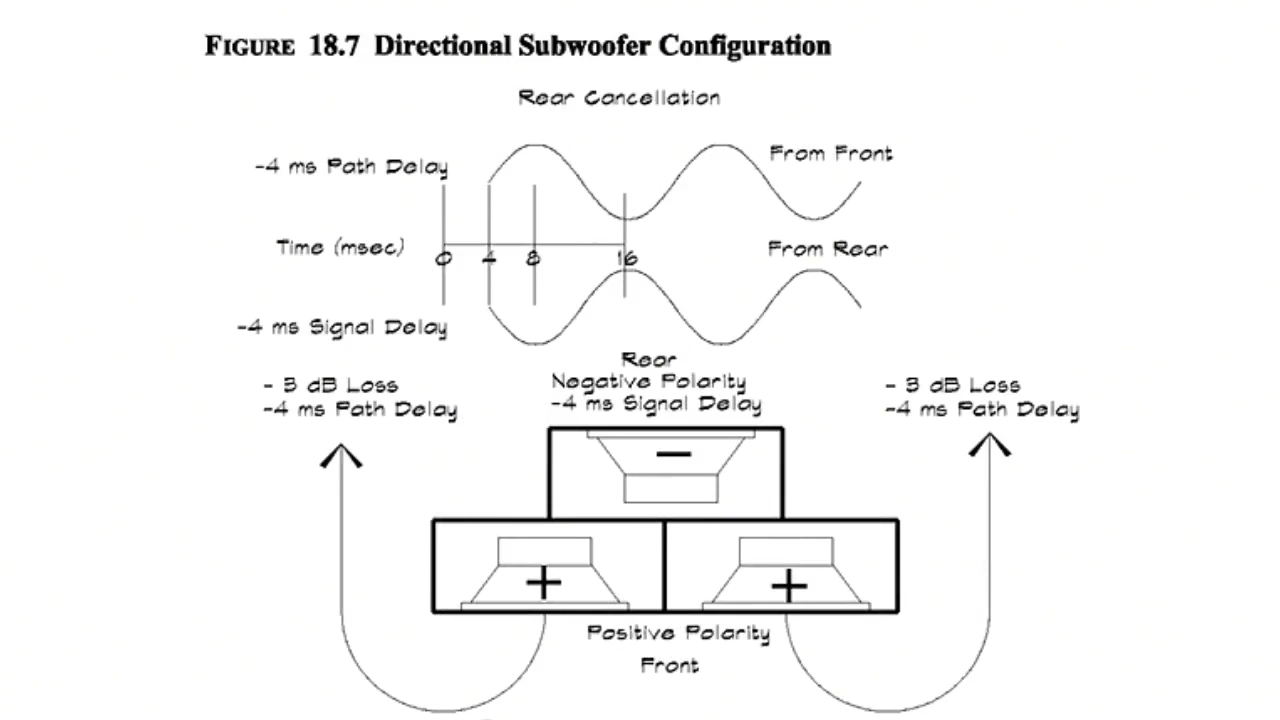 FIGURE 18.7 Directional Subwoofer Configuration
Rear Cancellation
-4 ms Path Delay
From Front
Time (msec)
0 4 8 16
From Rear
-4 ms Signal Delay
Rear
Negative Polarity
-4 ms Signal Delay
- 3 dB Loss
-4 ms Path Delay
- 3 dB Loss
-4 ms Path Delay
−
+ +
Positive Polarity
Front